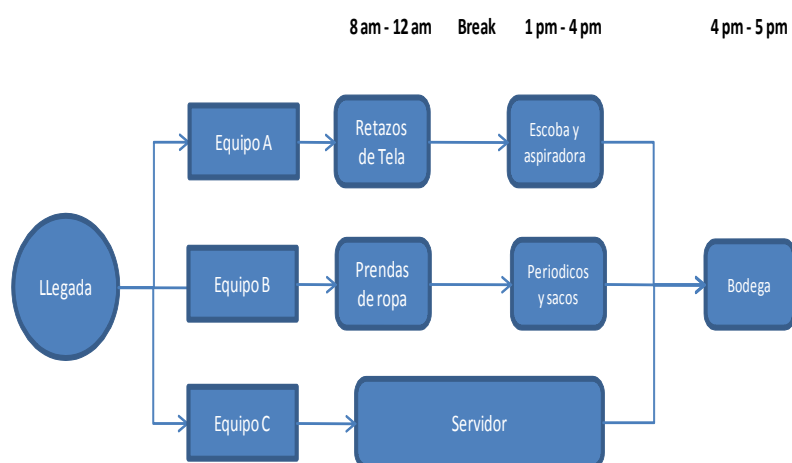 8 am - 12 am Break 1 pm - 4 pm 4 pm - 5 pm
Equipo A
Retazos
de Tela
Escoba y
aspiradora
LLegada
Equipo B
Prendas
de ropa
Periodicos
y sacos
Bodega
Equipo C
Servidor